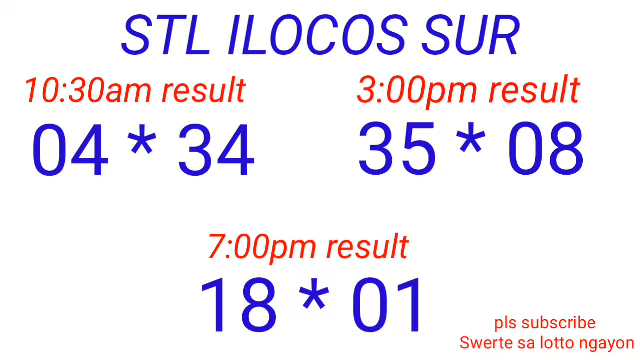 STL ILOCOS SUR
10:30am result
04 * 34
3:00pm result
35 * 08
7:00pm result
18 * 01
pls subscribe
Swerte sa lotto ngayon